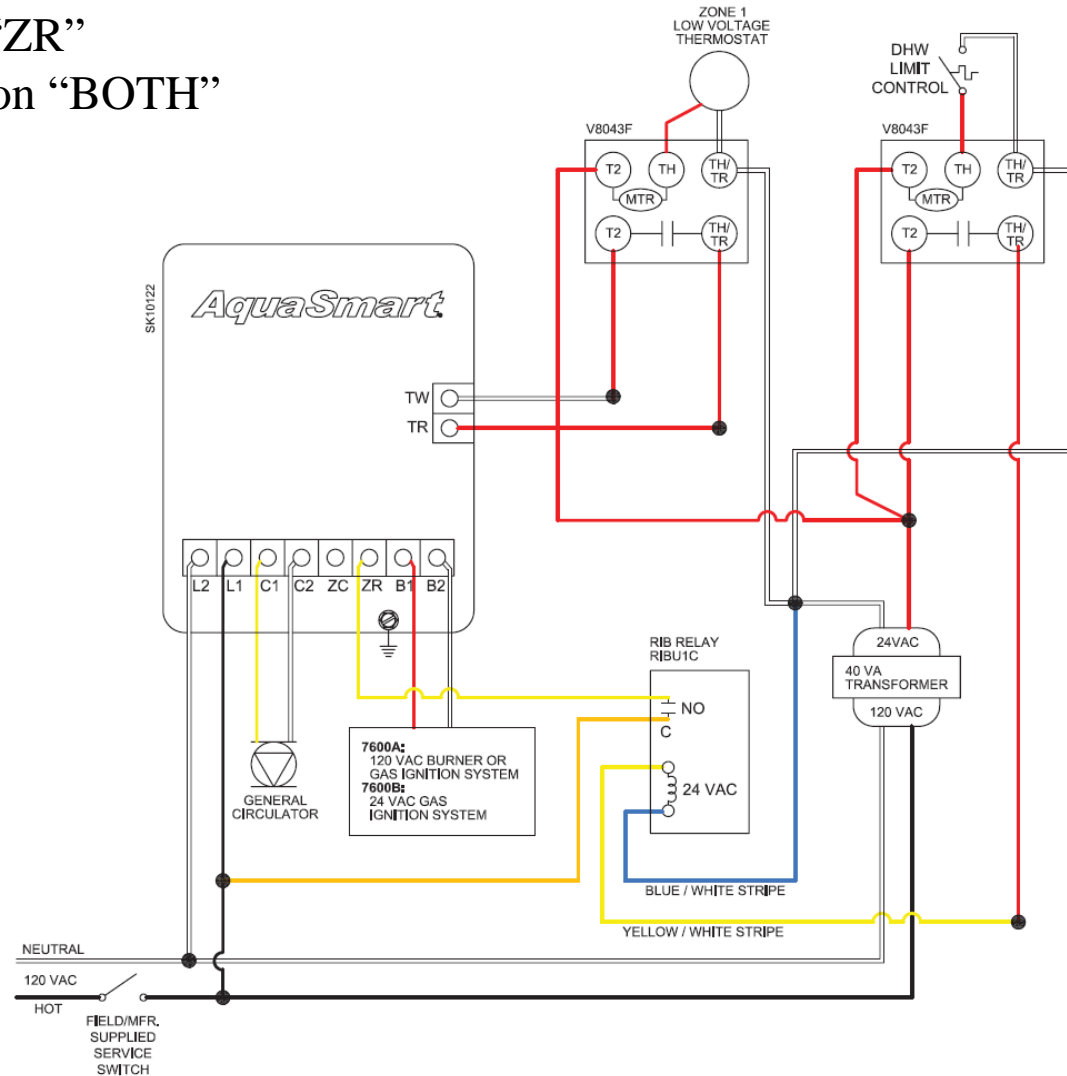 “ZR”
on “BOTH”
ZONE 1
LOW VOLTAGE
THERMOSTAT
DHW
LIMIT
CONTROL
V8043F
T2
TH
TH/
TR
MTR
T2
TH/
TR
V8043F
T2
TH
TH/
TR
MTR
T2
TH/
TR
SK10122
AquaSmart
TW
TR
L2 L1 C1 C2 ZC ZR B1 B2
GENERAL
CIRCULATOR
7600A:
120 VAC BURNER OR
GAS IGNITION SYSTEM
7600B:
24 VAC GAS
IGNITION SYSTEM
RIB RELAY
RIBU1C
NO
C
24 VAC
24VAC
40 VA
TRANSFORMER
120 VAC
BLUE / WHITE STRIPE
YELLOW / WHITE STRIPE
NEUTRAL
120 VAC
HOT
FIELD/MFR.
SUPPLIED
SERVICE
SWITCH